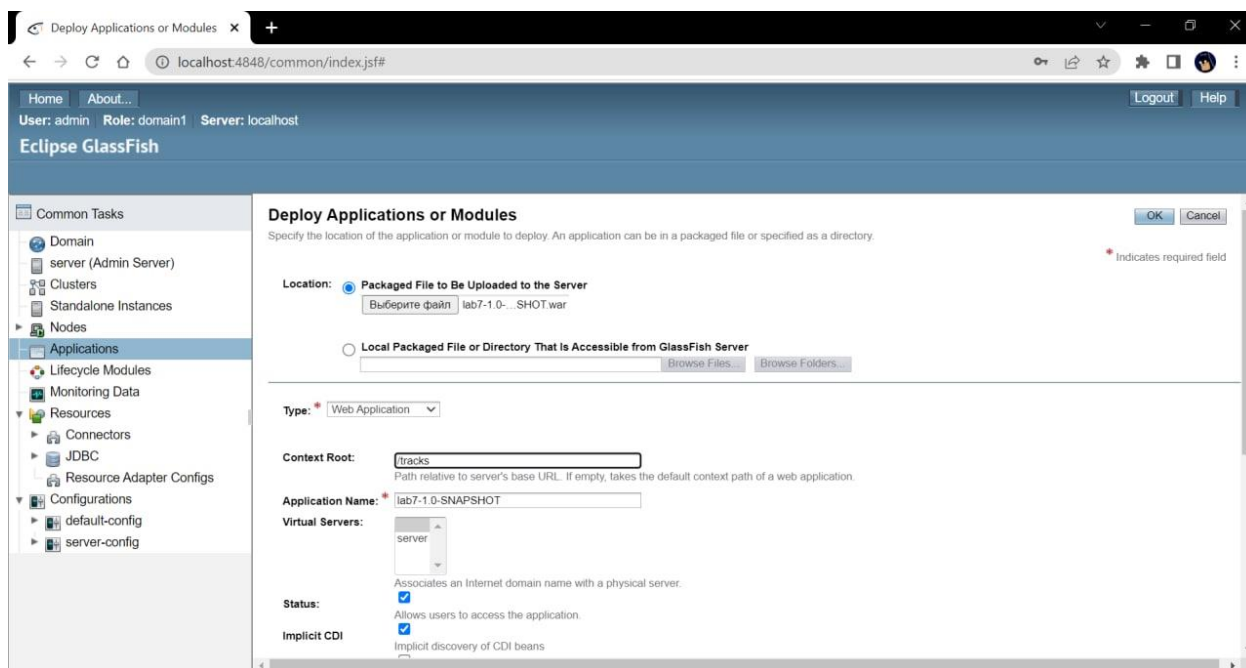 Deploy Applications or Modules
localhost:4848/common/index.jsf#
Home About... Logout Help
User: admin Role: domain1 Server: localhost
Eclipse GlassFish
Common Tasks
Domain
server (Admin Server)
Clusters
Standalone Instances
Nodes
Applications
Lifecycle Modules
Monitoring Data
Resources
Connectors
JDBC
Resource Adapter Configs
Configurations
default-config
server-config
Deploy Applications or Modules
OK Cancel
Specify the location of the application or module to deploy. An application can be in a packaged file or specified as a directory.
* Indicates required field
Location: Packaged File to Be Uploaded to the Server
Выберите файл lab7-1.0-...SHOT.war
Local Packaged File or Directory That Is Accessible from GlassFish Server
Browse Files... Browse Folders...
Type: * Web Application
Context Root: /tracks
Path relative to server's base URL. If empty, takes the default context path of a web application.
Application Name: * lab7-1.0-SNAPSHOT
Virtual Servers:
server
Associates an Internet domain name with a physical server.
Status:
Allows users to access the application.
Implicit CDI
Implicit discovery of CDI beans